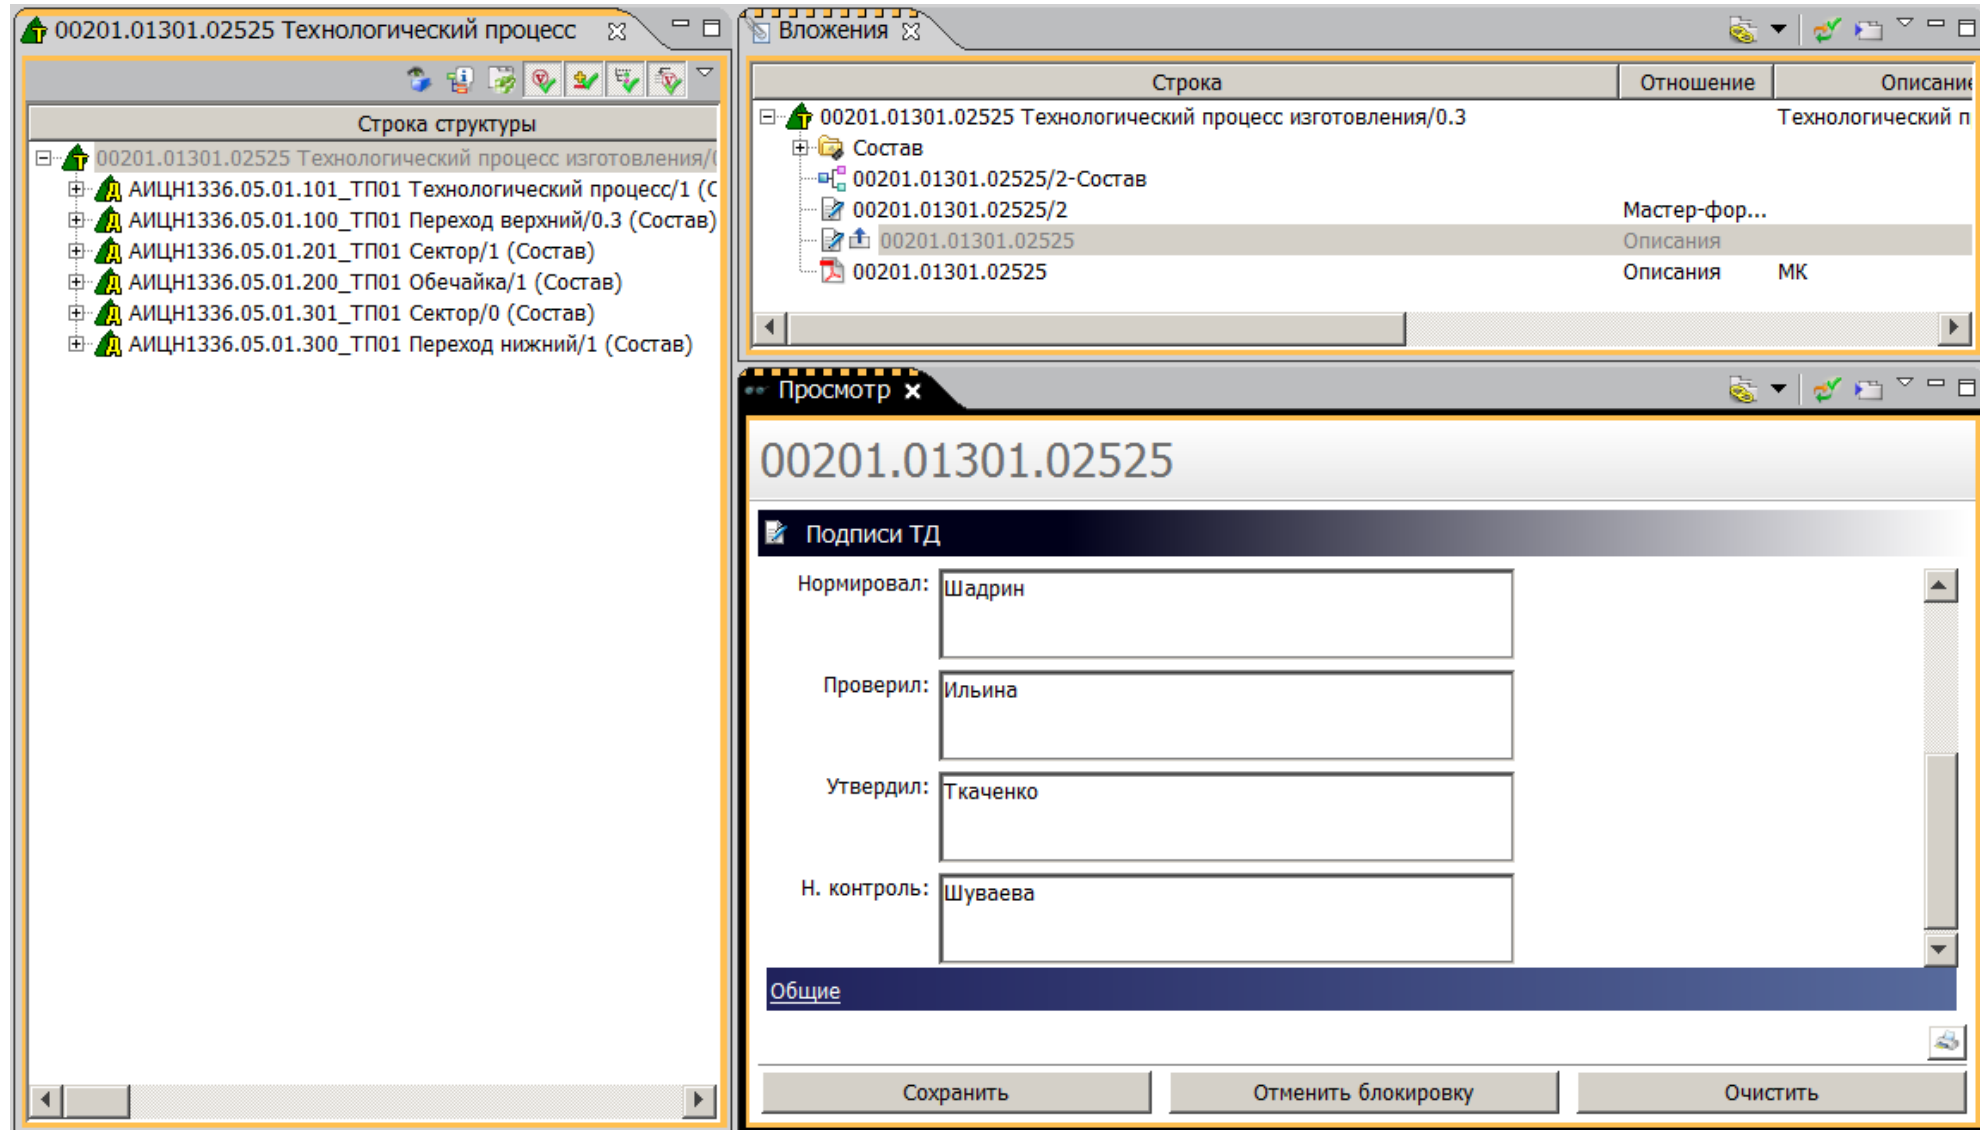 00201.01301.02525 Технологический процесс
Строка структуры
00201.01301.02525 Технологический процесс изготовления/(
АИЦН1336.05.01.101_ТП01 Технологический процесс/1 (С
АИЦН1336.05.01.100_ТП01 Переход верхний/0.3 (Состав)
АИЦН1336.05.01.201_ТП01 Сектор/1 (Состав)
АИЦН1336.05.01.200_ТП01 Обечайка/1 (Состав)
АИЦН1336.05.01.301_ТП01 Сектор/0 (Состав)
АИЦН1336.05.01.300_ТП01 Переход нижний/1 (Состав)
Вложения
Строка Отношение Описание
00201.01301.02525 Технологический процесс изготовления/0.3 Технологический п
Состав
00201.01301.02525/2-Состав
00201.01301.02525/2 Мастер-фор...
00201.01301.02525 Описания
00201.01301.02525 Описания МК
Просмотр
00201.01301.02525
Подписи ТД
Нормировал: Шадрин
Проверил: Ильина
Утвердил: Ткаченко
Н. контроль: Шуваева
Общие
Сохранить Отменить блокировку Очистить